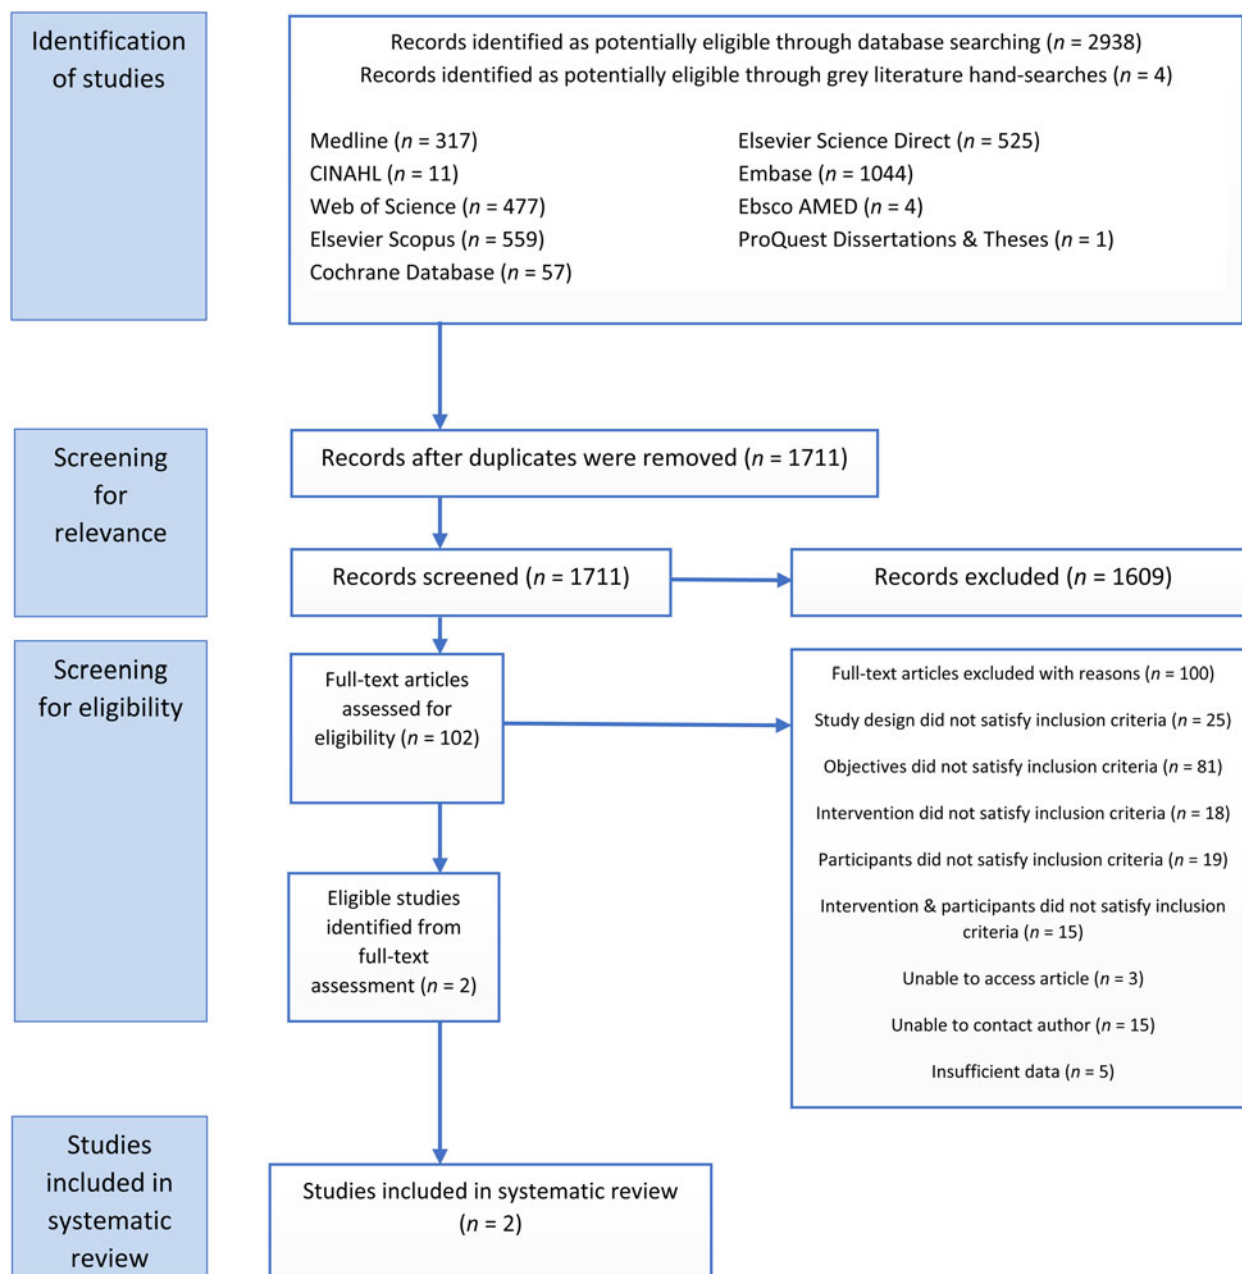 Identification
of studies
Records identified as potentially eligible through database searching (n = 2938)
Records identified as potentially eligible through grey literature hand-searches (n = 4)
Medline (n = 317)
CINAHL (n = 11)
Web of Science (n = 477)
Elsevier Scopus (n = 559)
Cochrane Database (n = 57)
Elsevier Science Direct (n = 525)
Embase (n = 1044)
Ebsco AMED (n = 4)
ProQuest Dissertations & Theses (n = 1)
Screening
for
relevance
Records after duplicates were removed (n = 1711)
Records screened (n = 1711)
Records excluded (n = 1609)
Screening
for eligibility
Full-text articles
assessed for
eligibility (n = 102)
Full-text articles excluded with reasons (n = 100)
Study design did not satisfy inclusion criteria (n = 25)
Objectives did not satisfy inclusion criteria (n = 81)
Intervention did not satisfy inclusion criteria (n = 18)
Participants did not satisfy inclusion criteria (n = 19)
Intervention & participants did not satisfy inclusion
criteria (n = 15)
Unable to access article (n = 3)
Unable to contact author (n = 15)
Insufficient data (n = 5)
Eligible studies
identified from
full-text
assessment (n = 2)
Studies
included in
systematic
review
Studies included in systematic review
(n = 2)